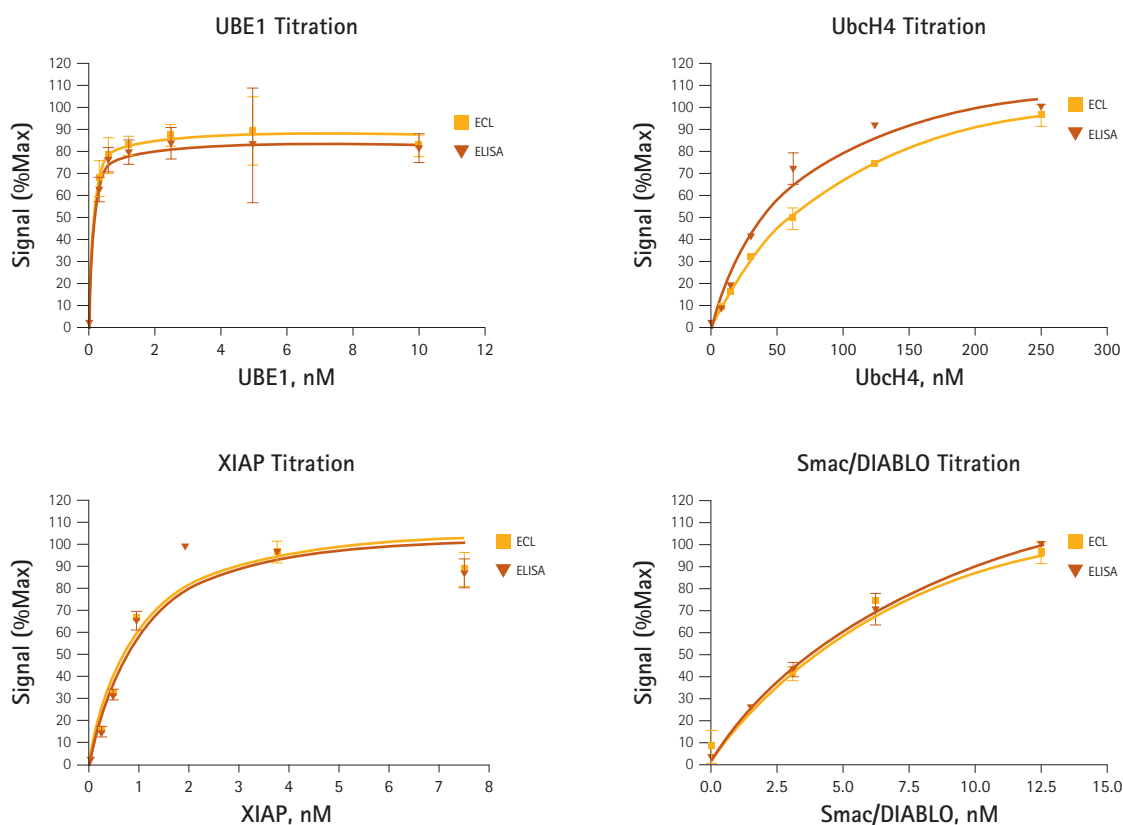 UBE1 Titration
Signal (%Max)
120
110
100
90
80
70
60
50
40
30
20
10
0
0 2 4 6 8 10 12
UBE1, nM
ECL
ELISA
UbcH4 Titration
Signal (%Max)
120
110
100
90
80
70
60
50
40
30
20
10
0
0 50 100 150 200 250 300
UbcH4, nM
ECL
ELISA
XIAP Titration
Signal (%Max)
120
110
100
90
80
70
60
50
40
30
20
10
0
0 1 2 3 4 5 6 7 8
XIAP, nM
ECL
ELISA
Smac/DIABLO Titration
Signal (%Max)
120
110
100
90
80
70
60
50
40
30
20
10
0
0.0 2.5 5.0 7.5 10.0 12.5 15.0
Smac/DIABLO, nM
ECL
ELISA